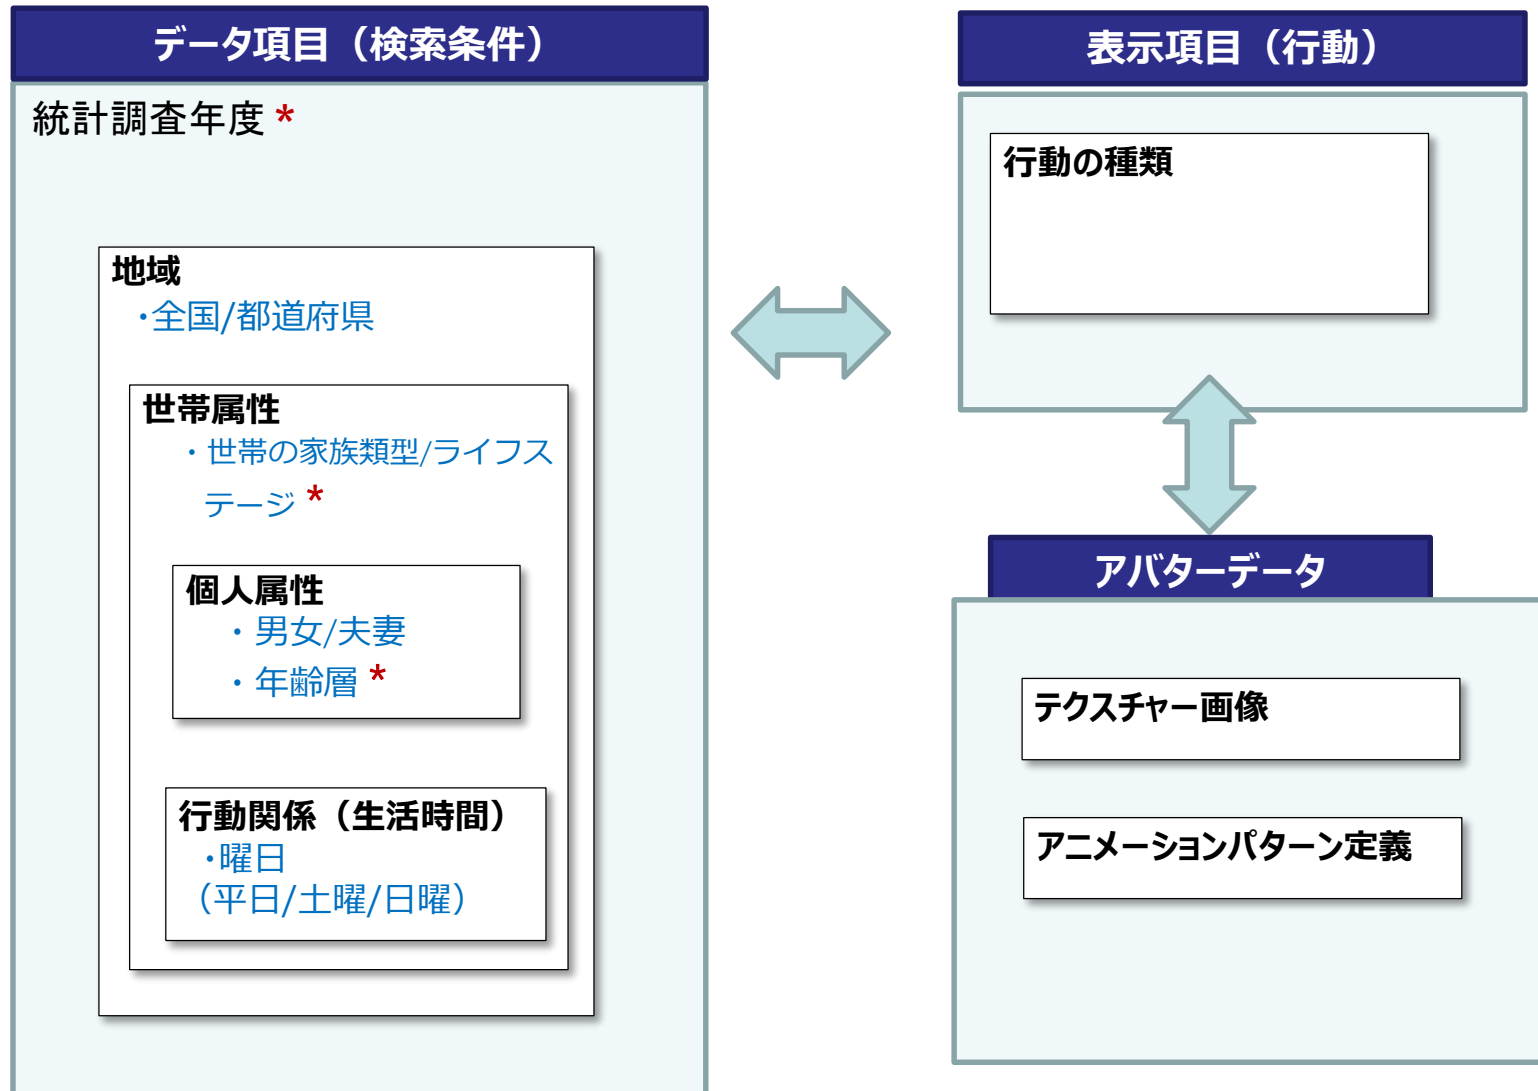 データ項目（検索条件）
統計調査年度*
地域
・全国/都道府県
世帯属性
・世帯の家族類型/ライフス
テージ*
個人属性
・男女/夫妻
・年齢層*
行動関係（生活時間）
・曜日
（平日/土曜/日曜）
表示項目（行動）
行動の種類
アバターデータ
テクスチャー画像
アニメーションパターン定義